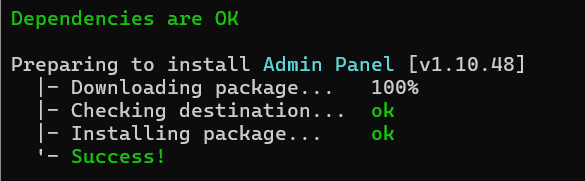 Dependencies are OK
Preparing to install Admin Panel [v1.10.48]
|- Downloading package... 100%
|- Checking destination... ok
|- Installing package... ok
'- Success!